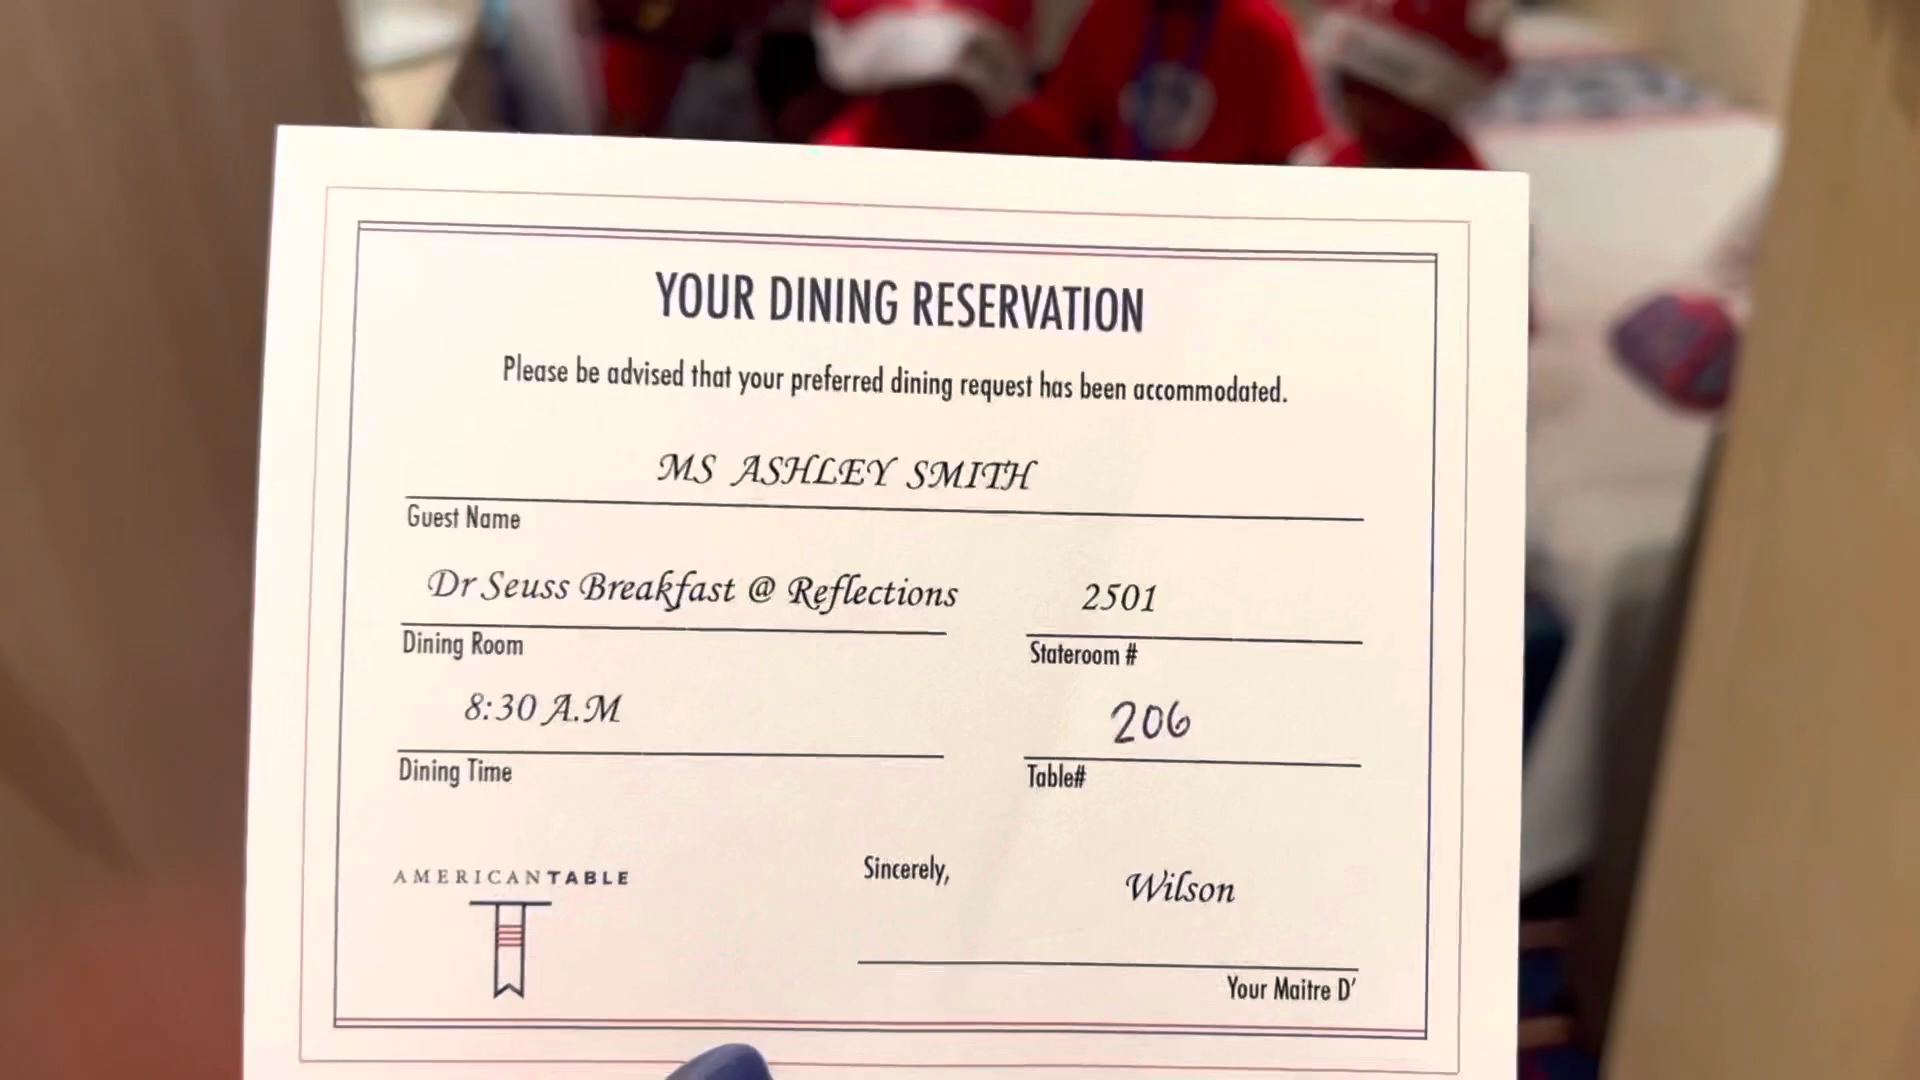 YOUR DINING RESERVATION
Please be advised that your preferred dining request has been accommodated.
MS ASHLEY SMITH
Guest Name
Dr Seuss Breakfast @ Reflections
2501
Dining Room
Stateroom #
8:30 A.M
206
Dining Time
Table#
AMERICANTABLE
Sincerely,
Wilson
Your Maitre D'